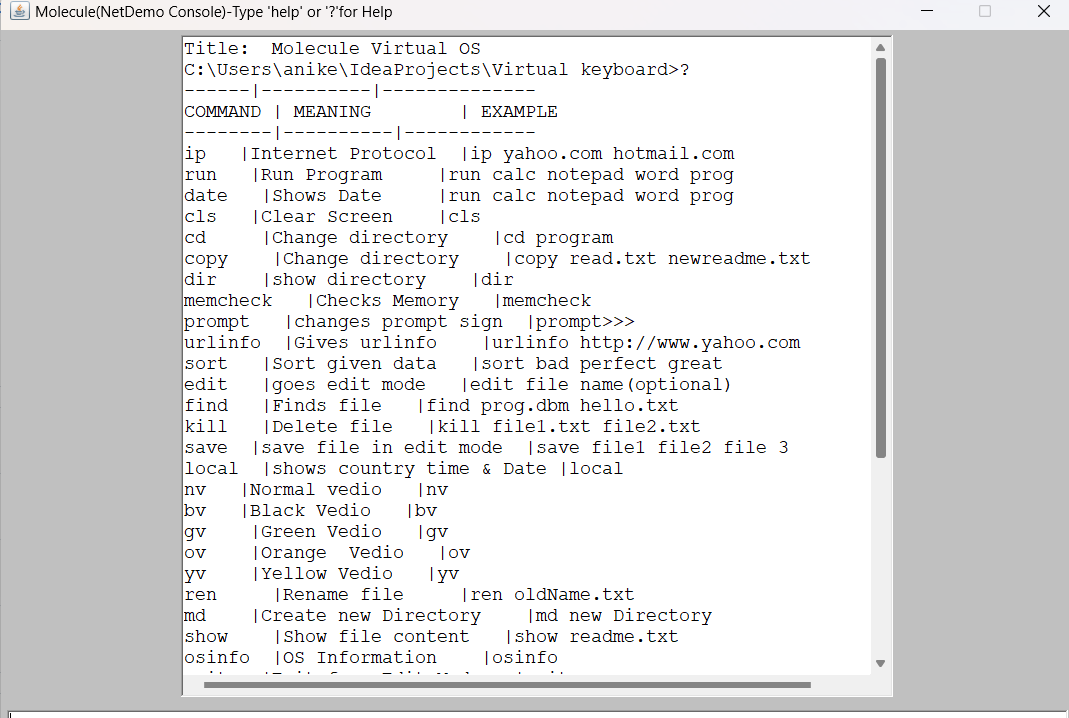 Molecule(NetDemo Console)-Type 'help' or '?'for Help
Title:  Molecule Virtual OS
C:\Users\anike\IdeaProjects\Virtual keyboard>?
------|----------|--------------
COMMAND | MEANING        | EXAMPLE
--------|----------|------------
ip   |Internet Protocol  |ip yahoo.com hotmail.com
run   |Run Program     |run calc notepad word prog
date   |Shows Date     |run calc notepad word prog
cls   |Clear Screen    |cls
cd     |Change directory    |cd program
copy    |Change directory    |copy read.txt newreadme.txt
dir    |show directory    |dir
memcheck   |Checks Memory   |memcheck
prompt   |changes prompt sign  |prompt>>>
urlinfo  |Gives urlinfo    |urlinfo http://www.yahoo.com
sort   |Sort given data   |sort bad perfect great
edit   |goes edit mode   |edit file name(optional)
find   |Finds file   |find prog.dbm hello.txt
kill   |Delete file   |kill file1.txt file2.txt
save  |save file in edit mode  |save file1 file2 file 3
local  |shows country time & Date |local
nv   |Normal vedio   |nv
bv   |Black Vedio   |bv
gv    |Green Vedio   |gv
ov    |Orange  Vedio   |ov
yv    |Yellow Vedio   |yv
ren     |Rename file     |ren oldName.txt
md    |Create new Directory    |md new Directory
show    |Show file content   |show readme.txt
osinfo  |OS Information    |osinfo